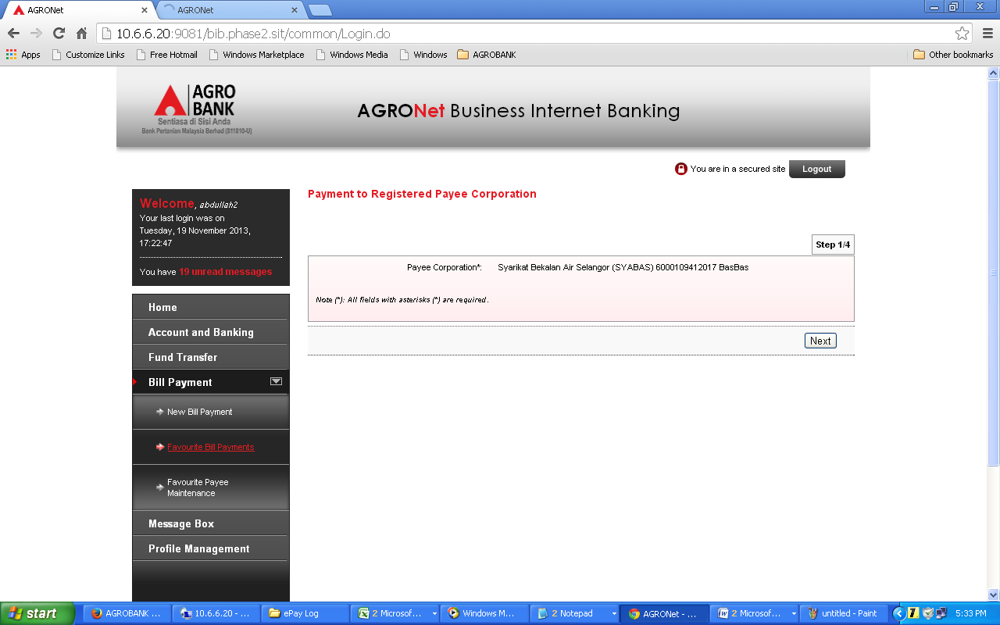 AGRONet
AGRONet
10.6.6.20:9081/bib.phase2.sit/common/Login.do
Apps
Customize Links
Free Hotmail
Windows Marketplace
Windows Media
Windows
AGROBANK
Other bookmarks
AGRO
BANK
Sentiasa di Sisi Anda
Bank Pertanian Malaysia Berhad (811810-U)
AGRONet Business Internet Banking
You are in a secured site
Logout
Welcome, abdullah2
Your last login was on
Tuesday, 19 November 2013,
17:22:47
You have 19 unread messages
Home
Account and Banking
Fund Transfer
Bill Payment
New Bill Payment
Favourite Bill Payments
Favourite Payee
Maintenance
Message Box
Profile Management
Payment to Registered Payee Corporation
Step 1/4
Payee Corporation*: Syarikat Bekalan Air Selangor (SYABAS) 6000109412017 BasBas
Note (*): All fields with asterisks (*) are required.
Next
start
AGROBANK ...
10.6.6.20 - ...
ePay Log
2 Microsof...
Windows M...
2 Notepad
AGRONet - ...
2 Microsof...
untitled - Paint
7
5:33 PM